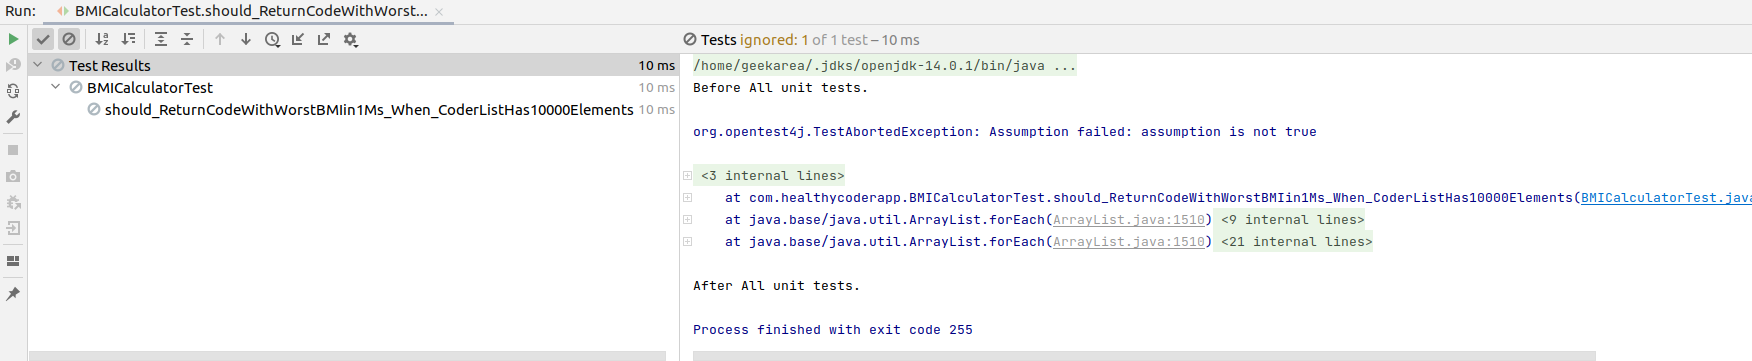 Run: BMICalculatorTest.should_ReturnCodeWithWorst... ×
Tests ignored: 1 of 1 test – 10 ms
Test Results 10 ms
BMICalculatorTest 10 ms
should_ReturnCodeWithWorstBMIin1Ms_When_CoderListHas10000Elements 10 ms
/home/geekarea/.jdks/openjdk-14.0.1/bin/java ...
Before All unit tests.
org.opentest4j.TestAbortedException: Assumption failed: assumption is not true
<3 internal lines>
at com.healthycoderapp.BMICalculatorTest.should_ReturnCodeWithWorstBMIin1Ms_When_CoderListHas10000Elements(BMICalculatorTest.java
at java.base/java.util.ArrayList.forEach(ArrayList.java:1510) <9 internal lines>
at java.base/java.util.ArrayList.forEach(ArrayList.java:1510) <21 internal lines>
After All unit tests.
Process finished with exit code 255